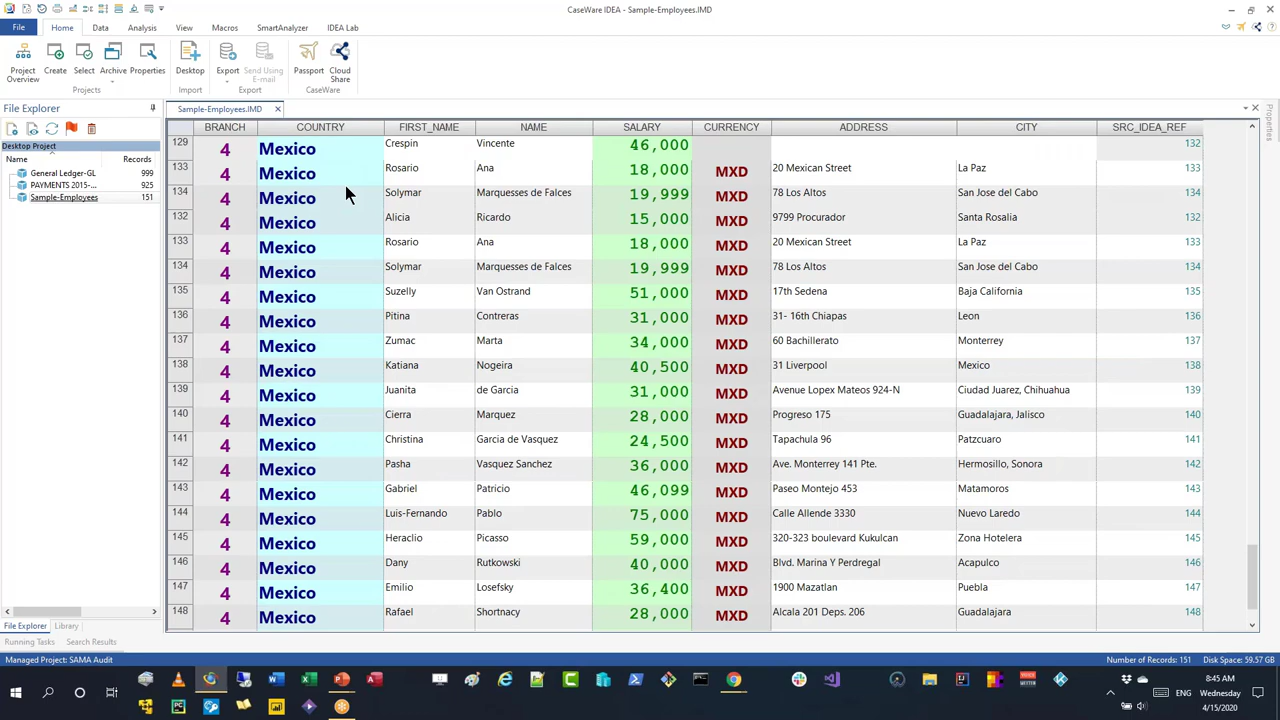 CaseWare IDEA - Sample-Employees.IMD
File Home Data Analysis View Macros SmartAnalyzer IDEA Lab
Project Overview Create Select Archive Properties Desktop Export Send Using E-mail Passport Cloud Share
Projects Import Export CaseWare
File Explorer
Sample-Employees.IMD
Properties
Desktop Project
Name Records
General Ledger-GL 999
PAYMENTS 2015-... 925
Sample-Employees 151
BRANCH COUNTRY FIRST_NAME NAME SALARY CURRENCY ADDRESS CITY SRC_IDEA_REF
129 4 Mexico Crespin Vincente 46,000 132
133 4 Mexico Rosario Ana 18,000 MXD 20 Mexican Street La Paz 133
134 4 Mexico Solymar Marquesses de Falces 19,999 MXD 78 Los Altos San Jose del Cabo 134
132 4 Mexico Alicia Ricardo 15,000 MXD 9799 Procurador Santa Rosalia 132
133 4 Mexico Rosario Ana 18,000 MXD 20 Mexican Street La Paz 133
134 4 Mexico Solymar Marquesses de Falces 19,999 MXD 78 Los Altos San Jose del Cabo 134
135 4 Mexico Suzelly Van Ostrand 51,000 MXD 17th Sedena Baja California 135
136 4 Mexico Pitina Contreras 31,000 MXD 31- 16th Chiapas Leon 136
137 4 Mexico Zumac Marta 34,000 MXD 60 Bachillerato Monterrey 137
138 4 Mexico Katiana Nogeira 40,500 MXD 31 Liverpool Mexico 138
139 4 Mexico Juanita de Garcia 31,000 MXD Avenue Lopex Mateos 924-N Ciudad Juarez, Chihuahua 139
140 4 Mexico Cierra Marquez 28,000 MXD Progreso 175 Guadalajara, Jalisco 140
141 4 Mexico Christina Garcia de Vasquez 24,500 MXD Tapachula 96 Patzcuaro 141
142 4 Mexico Pasha Vasquez Sanchez 36,000 MXD Ave. Monterrey 141 Pte. Hermosillo, Sonora 142
143 4 Mexico Gabriel Patricio 46,099 MXD Paseo Montejo 453 Matamoros 143
144 4 Mexico Luis-Fernando Pablo 75,000 MXD Calle Allende 3330 Nuevo Laredo 144
145 4 Mexico Heraclio Picasso 59,000 MXD 320-323 boulevard Kukulcan Zona Hotelera 145
146 4 Mexico Dany Rutkowski 40,000 MXD Blvd. Marina Y Perdregal Acapulco 146
147 4 Mexico Emilio Losefsky 36,400 MXD 1900 Mazatlan Puebla 147
148 4 Mexico Rafael Shortnacy 28,000 MXD Alcala 201 Deps. 206 Guadalajara 148
File Explorer Library
Running Tasks Search Results
Managed Project: SAMA Audit Number of Records: 151 Disk Space: 59.57 GB
8:45 AM
ENG Wednesday
4/15/2020